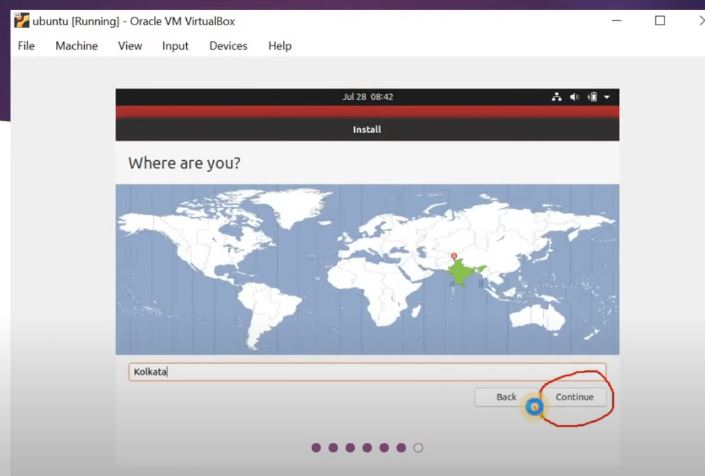 ubuntu [Running] - Oracle VM VirtualBox
File Machine View Input Devices Help
Jul 28 08:42
Install
Where are you?
Kolkata
Back Continue